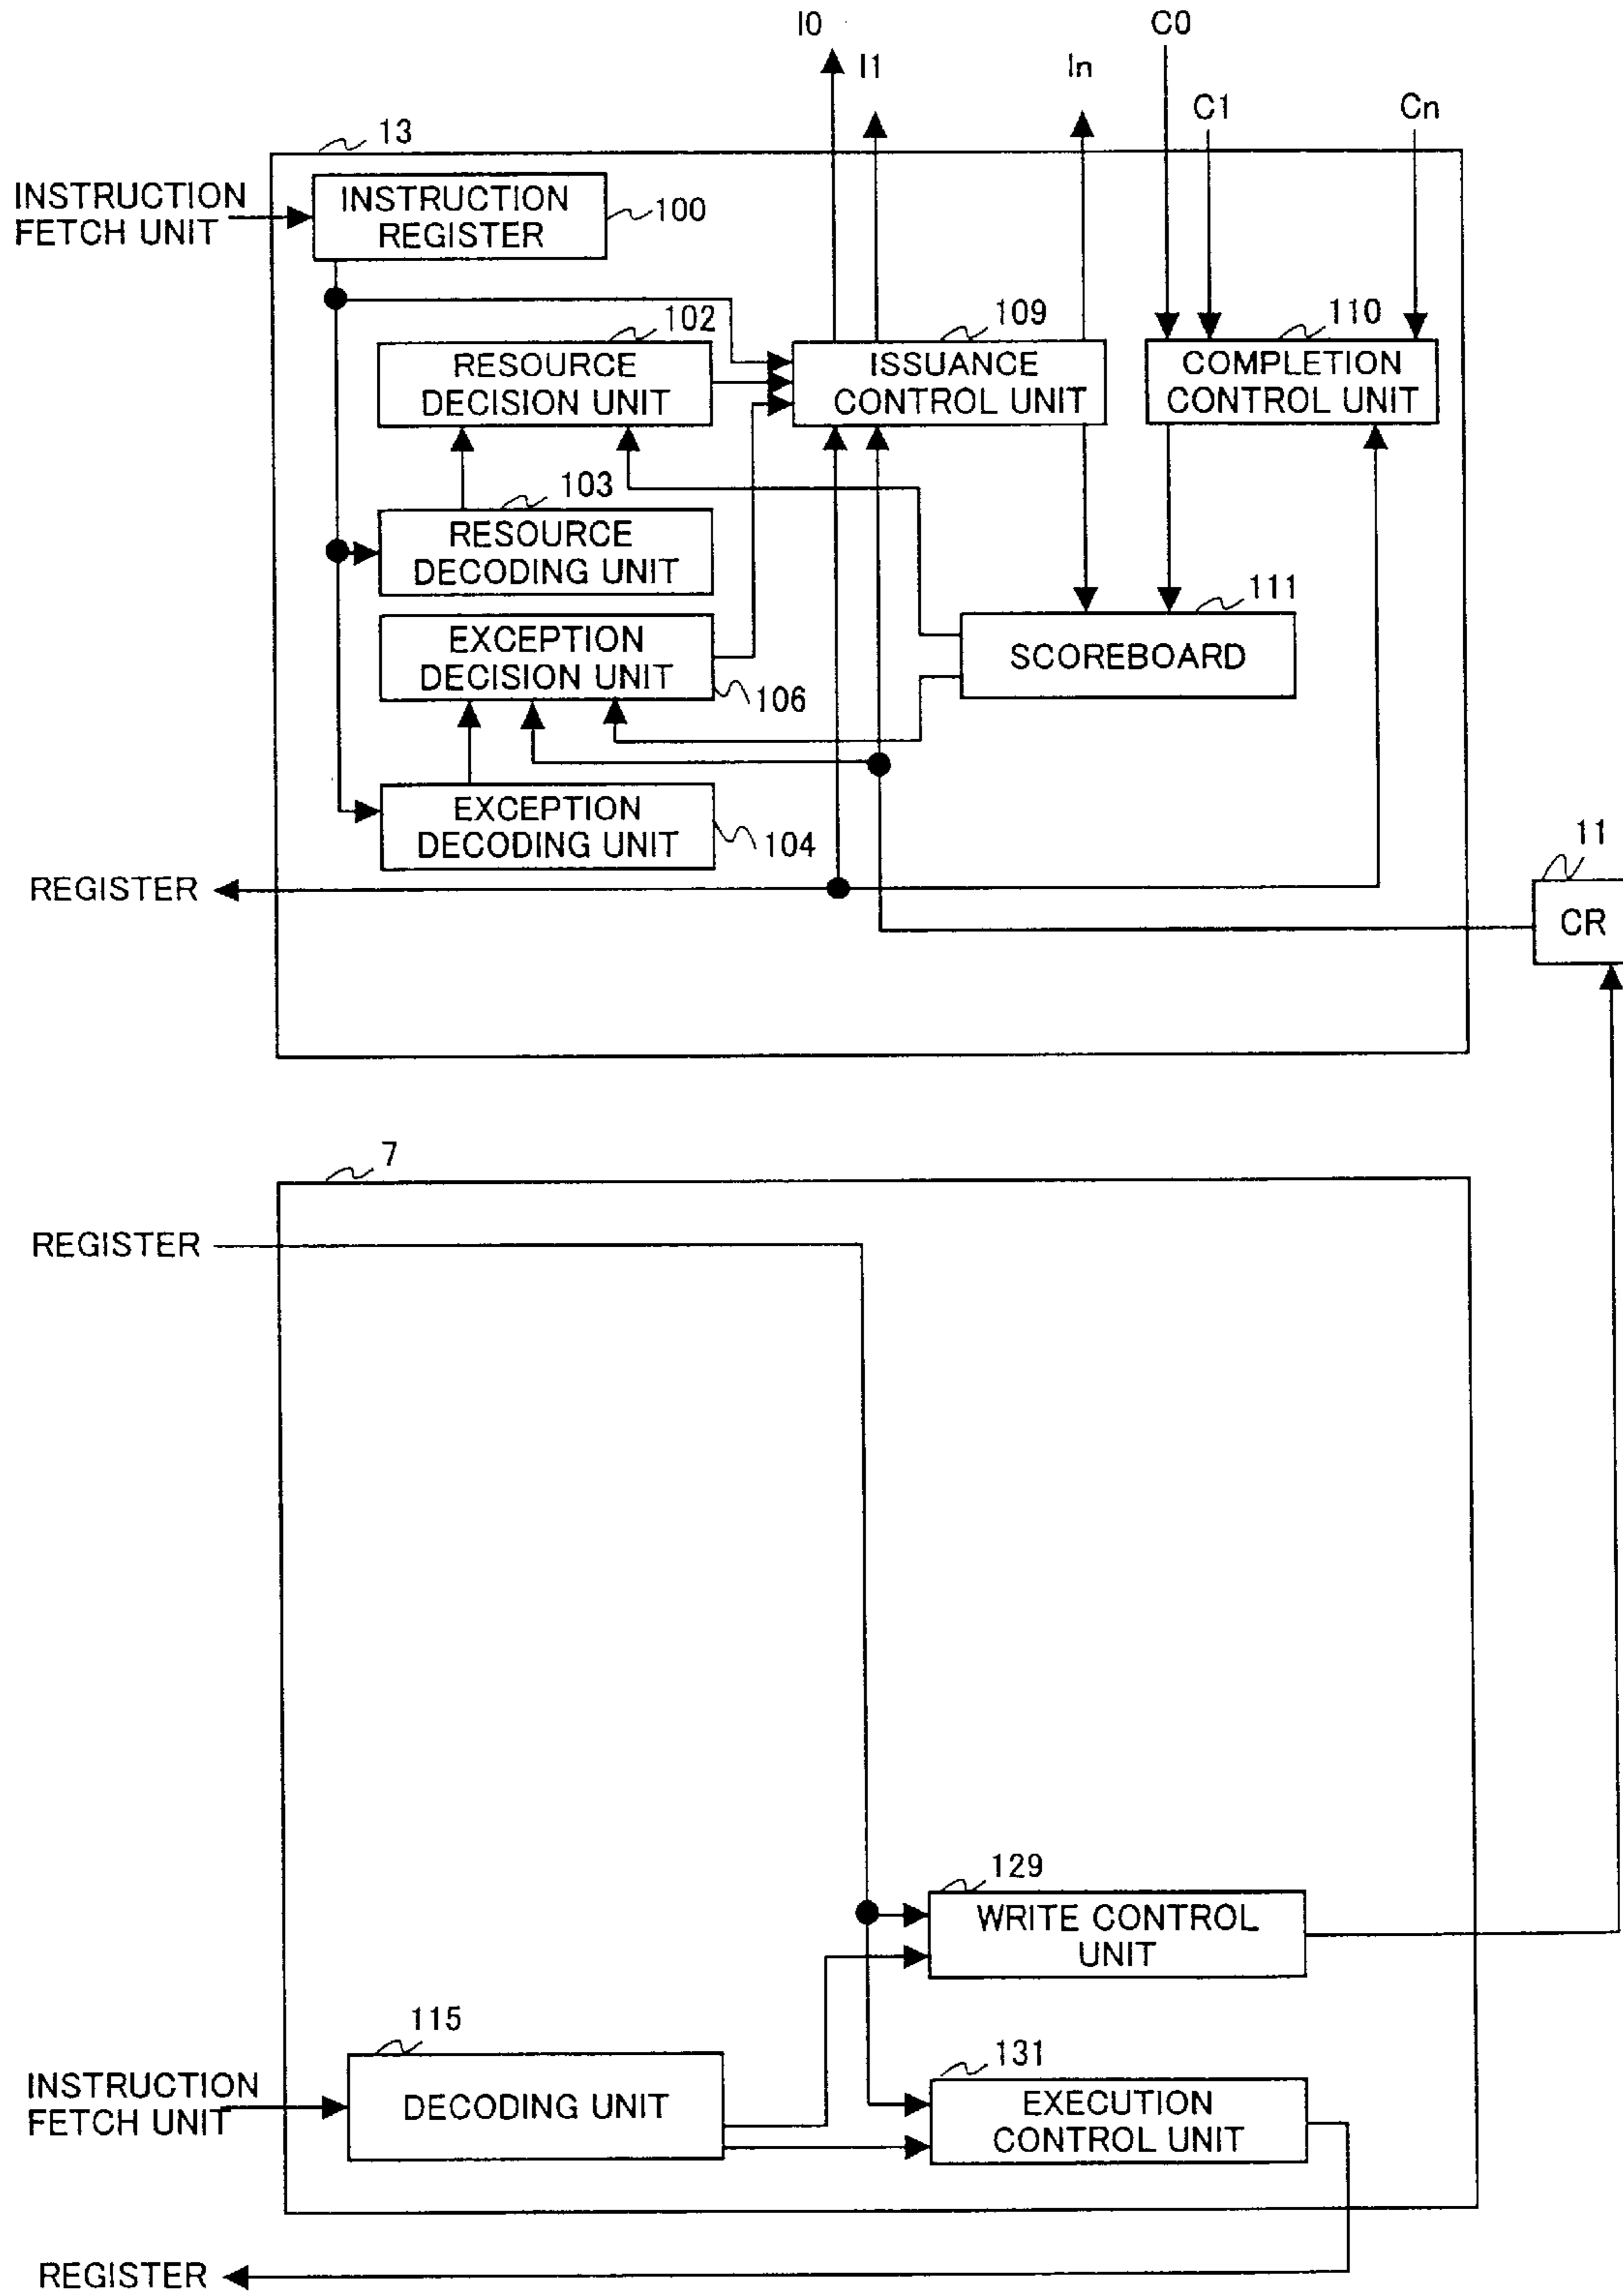 I0
I1
In
C0
C1
Cn
13
INSTRUCTION
FETCH UNIT
INSTRUCTION
REGISTER
100
102
RESOURCE
DECISION UNIT
109
ISSUANCE
CONTROL UNIT
110
COMPLETION
CONTROL UNIT
103
RESOURCE
DECODING UNIT
111
SCOREBOARD
EXCEPTION
DECISION UNIT
106
EXCEPTION
DECODING UNIT
104
REGISTER
11
CR
7
REGISTER
129
WRITE CONTROL
UNIT
115
DECODING UNIT
INSTRUCTION
FETCH UNIT
131
EXECUTION
CONTROL UNIT
REGISTER